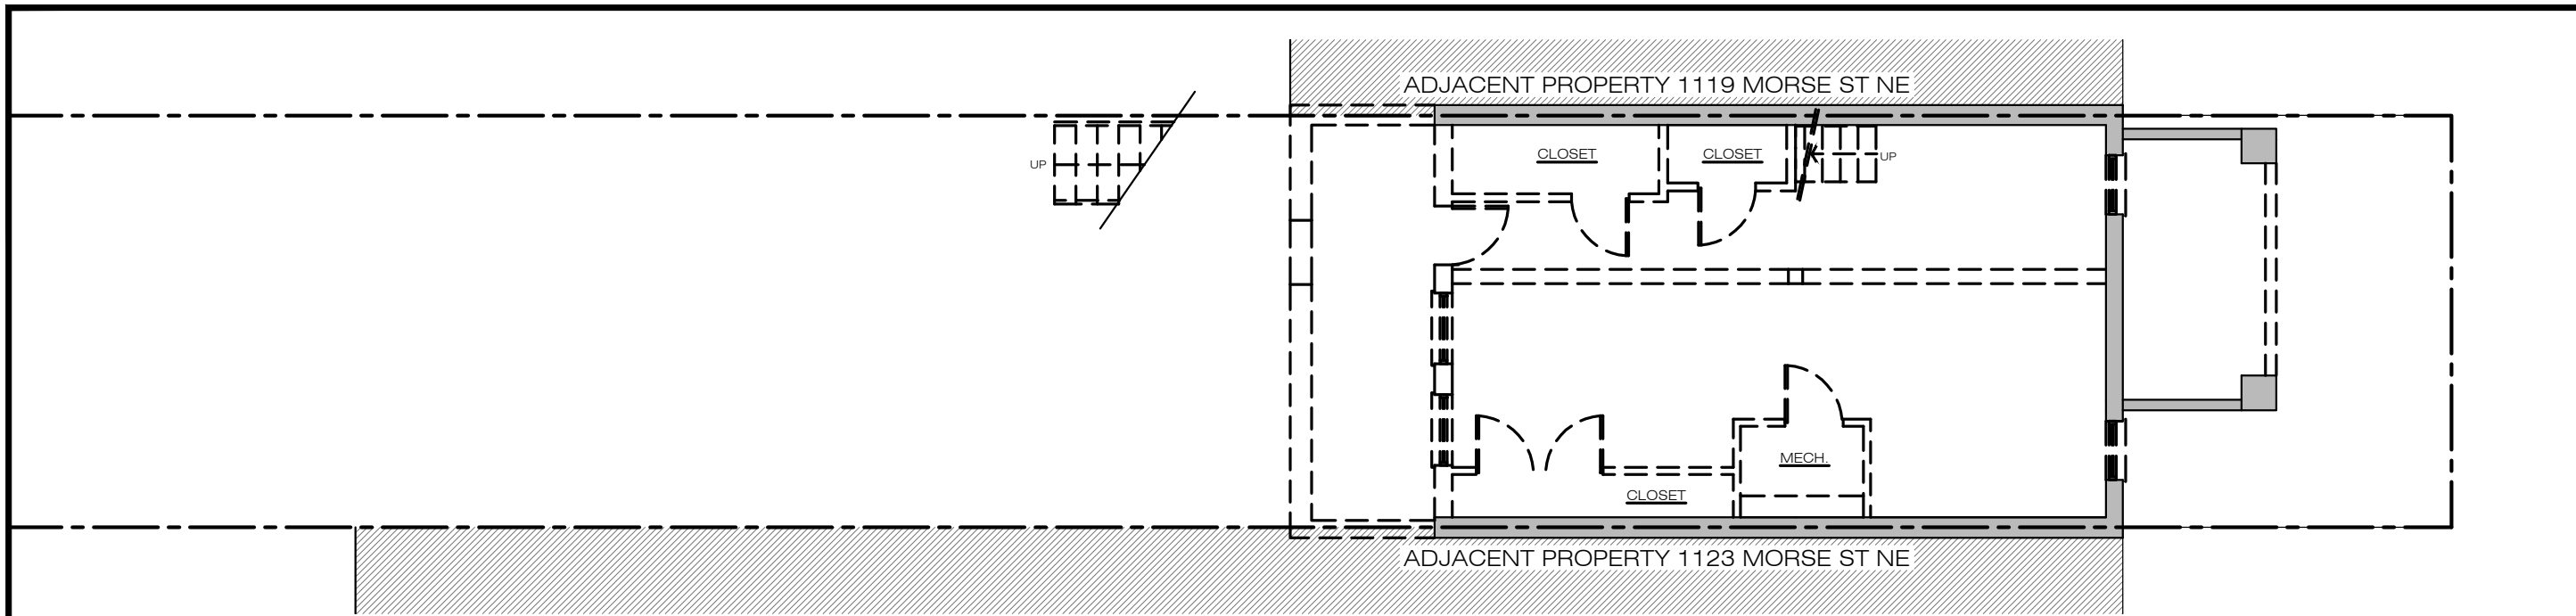 ADJACENT PROPERTY 1119 MORSE ST NE
CLOSET
CLOSET
UP
UP
MECH.
CLOSET
ADJACENT PROPERTY 1123 MORSE ST NE